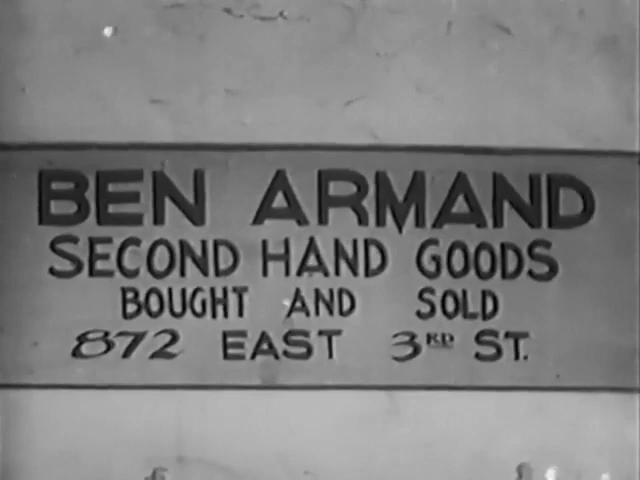 BEN ARMAND
SECOND HAND GOODS
BOUGHT AND SOLD
872 EAST 3RD ST.